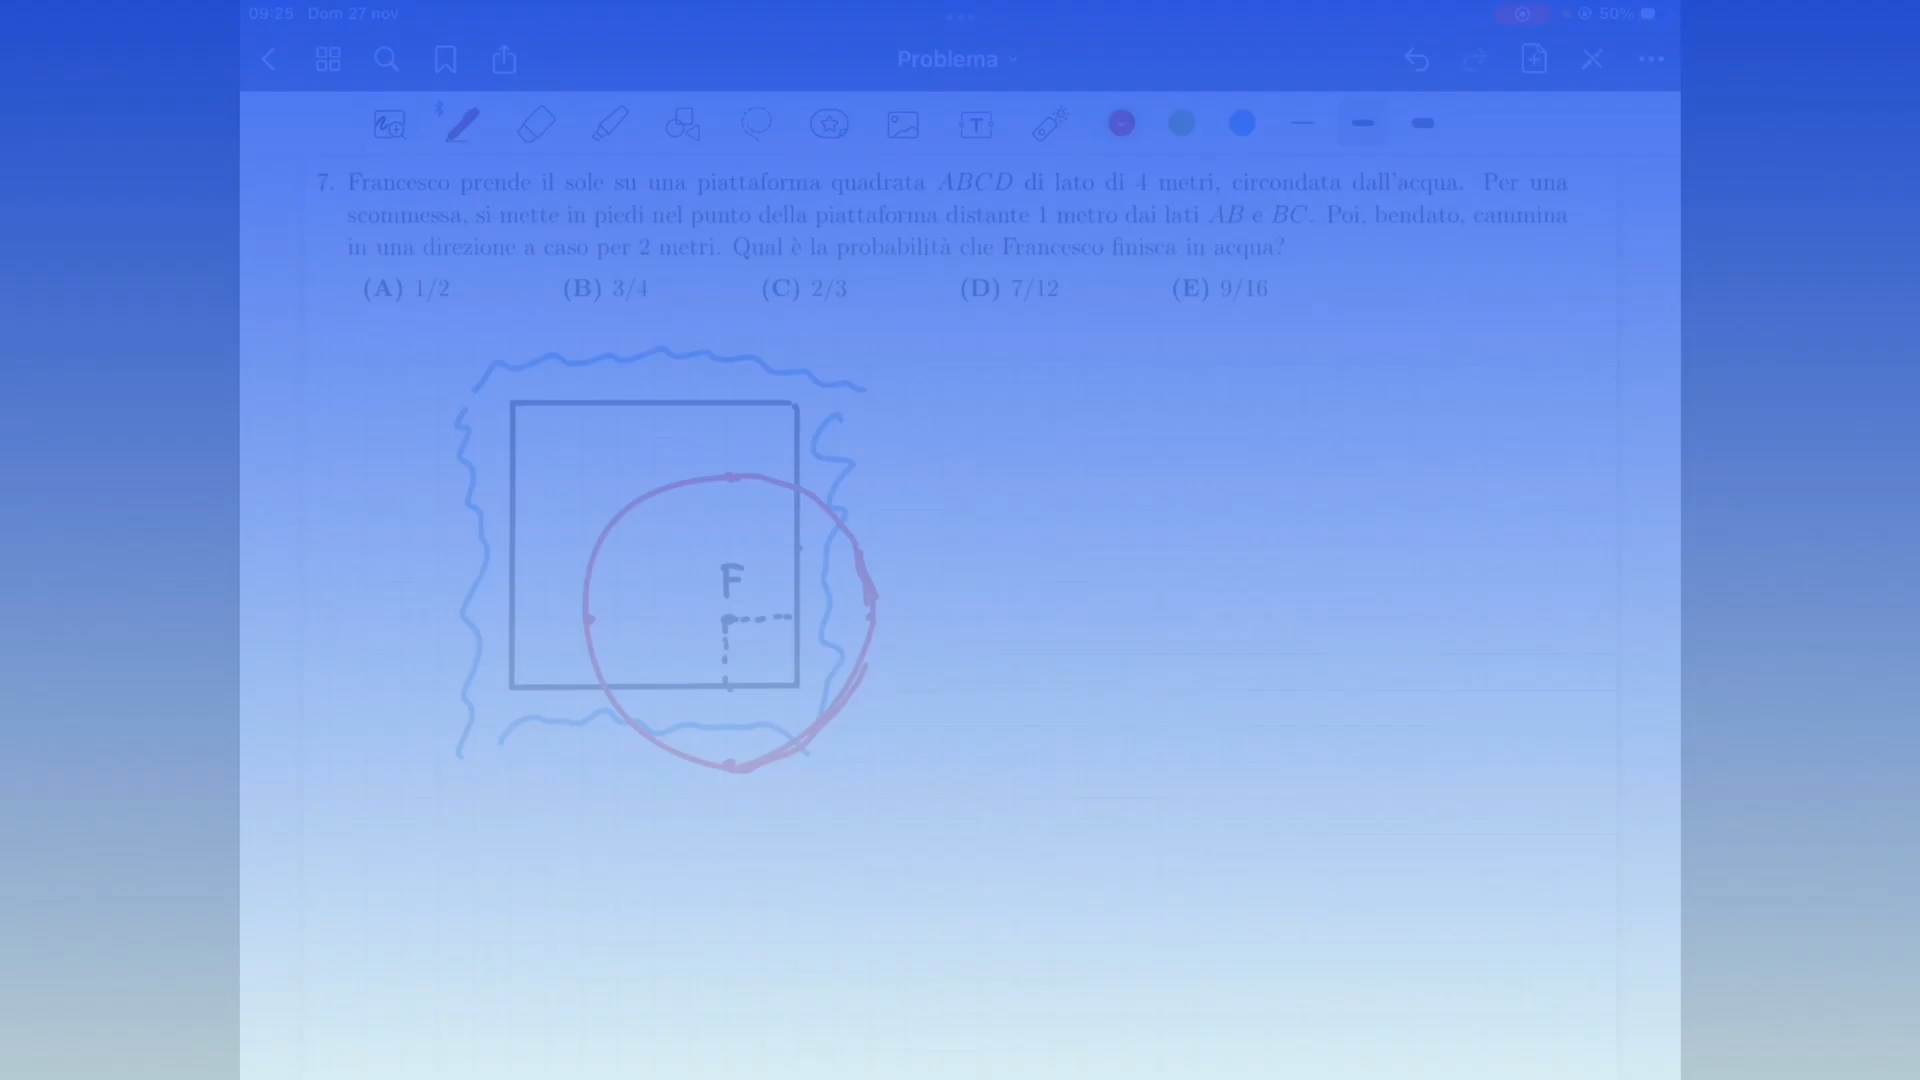 09:25 Dom 27 nov
50%
Problema
T
7. Francesco prende il sole su una piattaforma quadrata ABCD di lato di 4 metri, circondata dall'acqua. Per una
scommessa, si mette in piedi nel punto della piattaforma distante 1 metro dai lati AB e BC. Poi, bendato, cammina
in una direzione a caso per 2 metri. Qual è la probabilità che Francesco finisca in acqua?
(A) 1/2 (B) 3/4 (C) 2/3 (D) 7/12 (E) 9/16
F